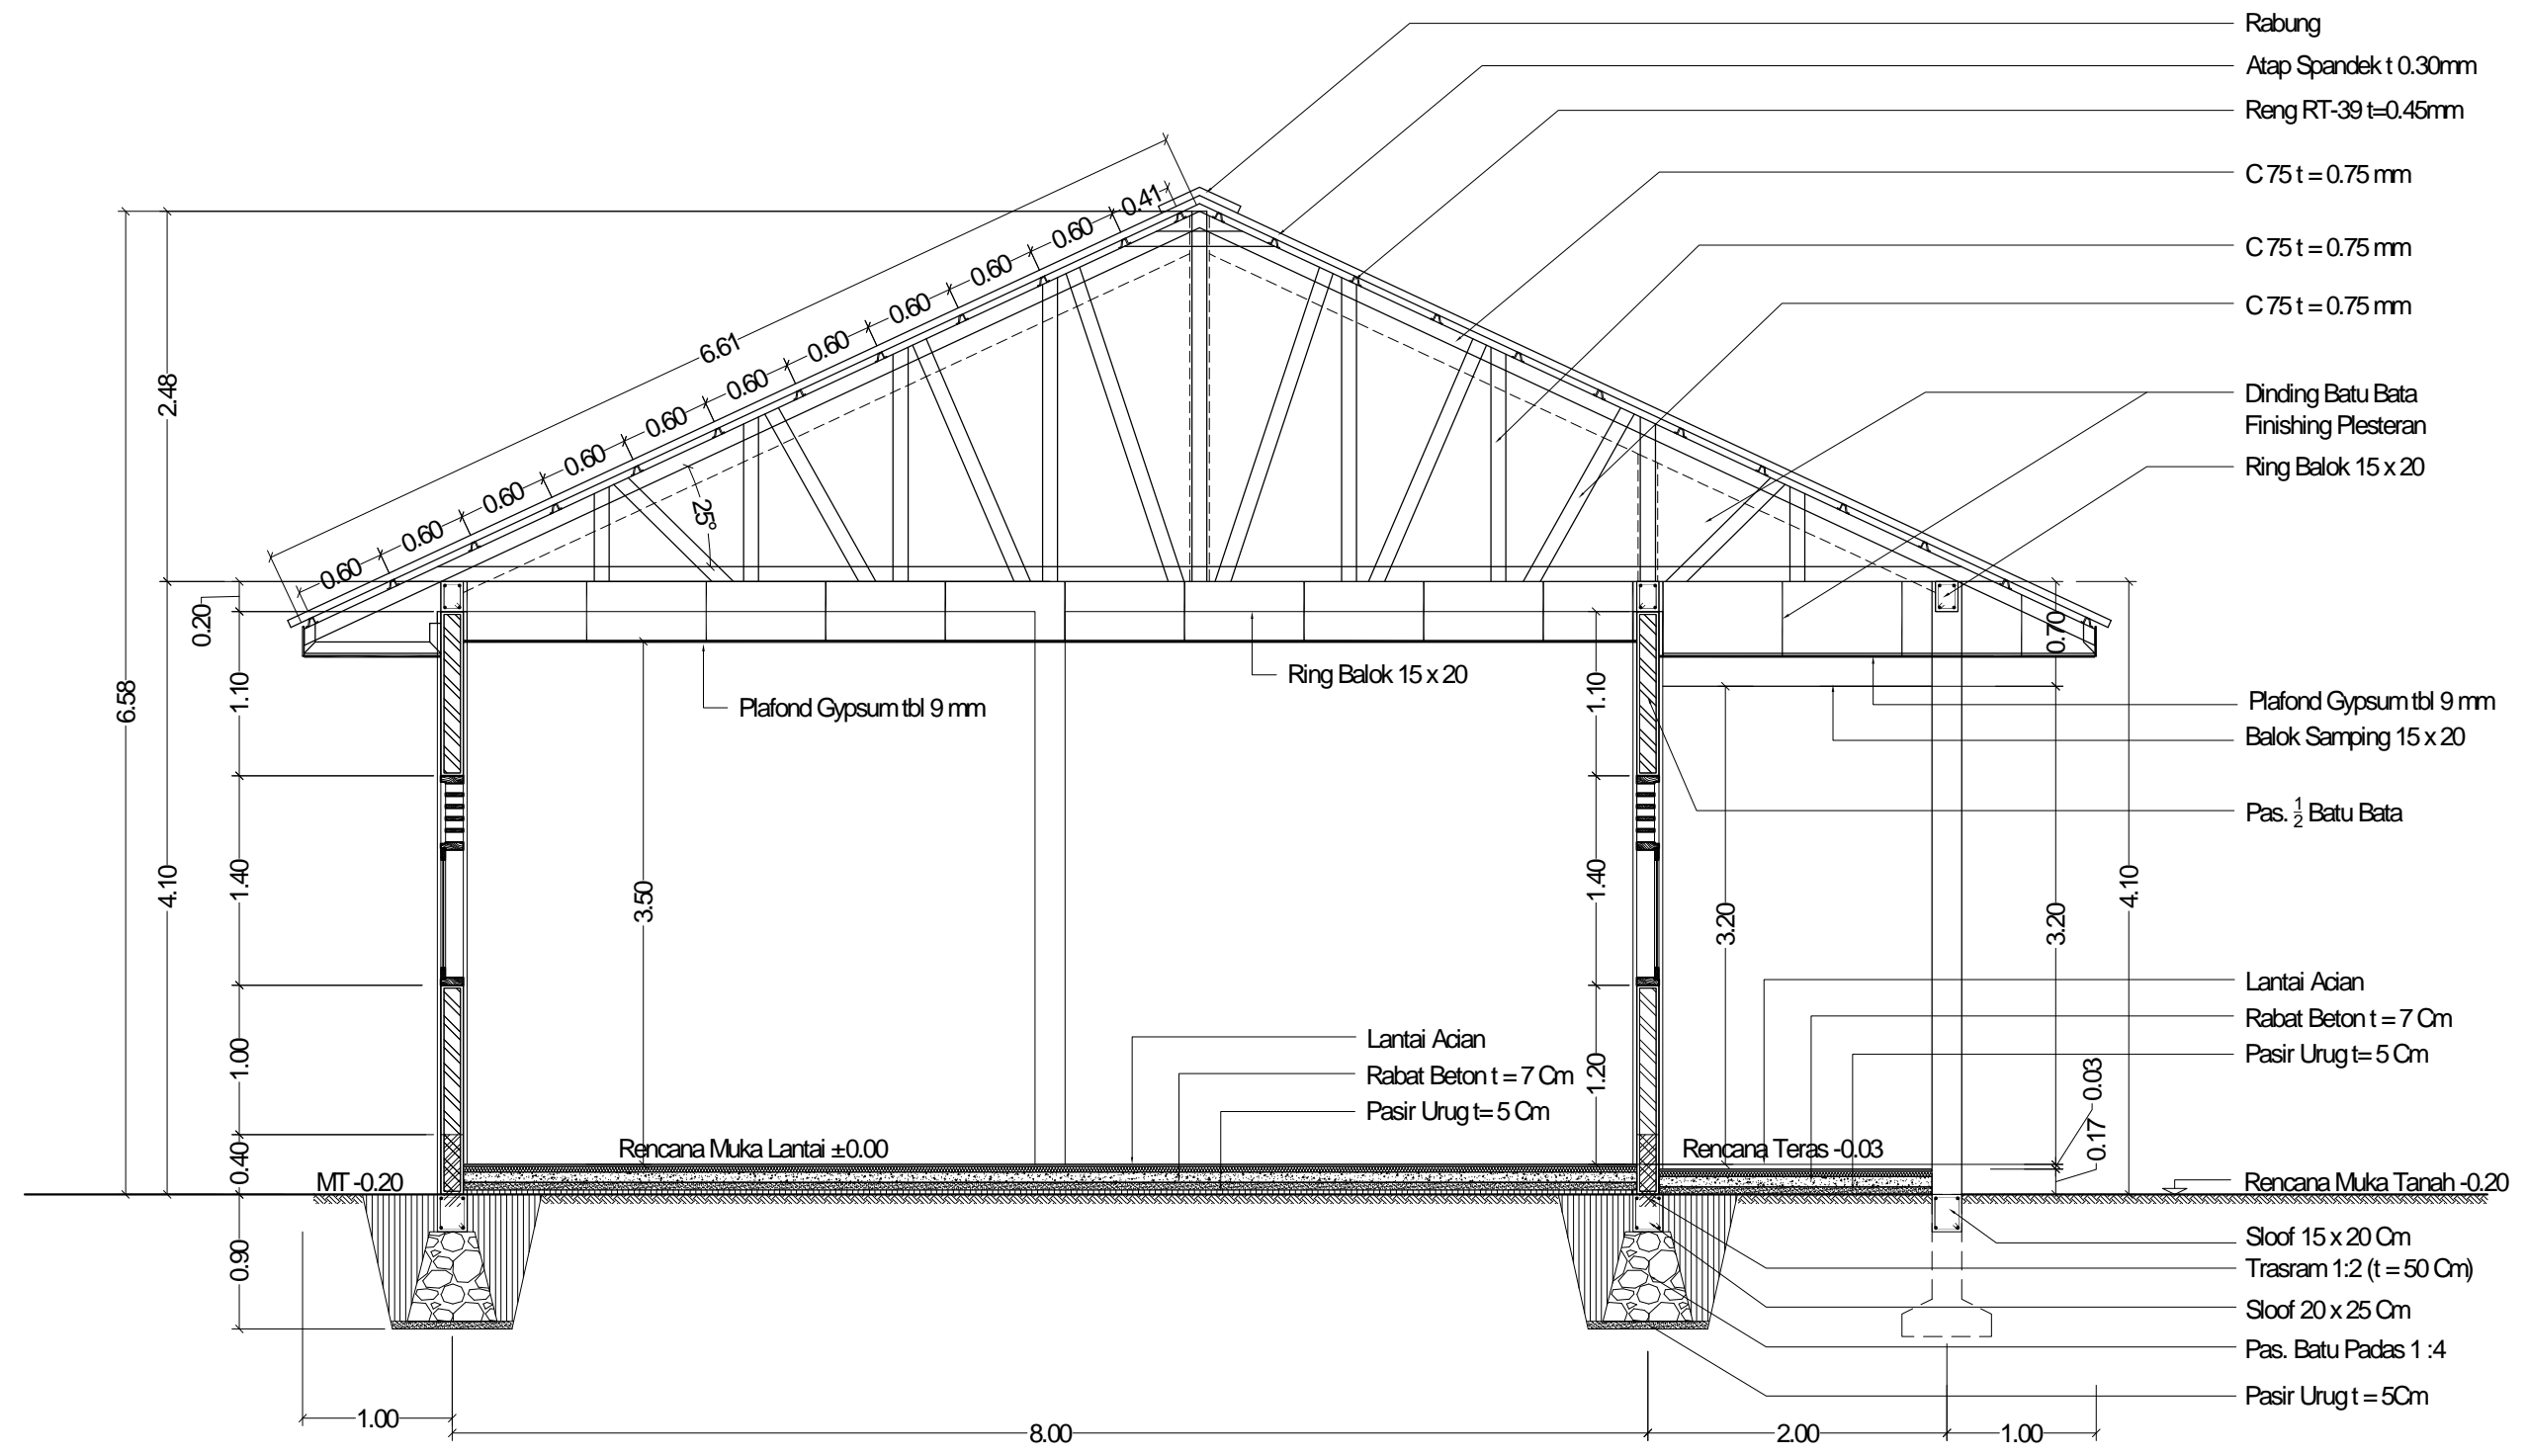 Rabung
Atap Spandek t 0.30mm
Reng RT-39 t=0.45mm
C 75 t = 0.75 mm
C 75 t = 0.75 mm
C 75 t = 0.75 mm
Dinding Batu Bata
Finishing Plesteran
Ring Balok 15 x 20
6.61
0.41
0.60
0.60
0.60
0.60
0.60
0.60
0.60
0.60
0.60
0.60
25°
2.48
6.58
4.10
0.20
1.10
1.40
1.00
0.40
0.90
3.50
Plafond Gypsum tbl 9 mm
Ring Balok 15 x 20
1.10
1.40
1.20
3.20
0.70
3.20
4.10
0.03
0.17
Plafond Gypsum tbl 9 mm
Balok Samping 15 x 20
Pas. 1/2 Batu Bata
Lantai Acian
Rabat Beton t = 7 Cm
Pasir Urug t= 5 Cm
Lantai Acian
Rabat Beton t = 7 Cm
Pasir Urug t= 5 Cm
Rencana Muka Lantai ±0.00
Rencana Teras -0.03
MT -0.20
Rencana Muka Tanah -0.20
Sloof 15 x 20 Cm
Trasram 1:2 (t = 50 Cm)
Sloof 20 x 25 Cm
Pas. Batu Padas 1 :4
Pasir Urug t = 5Cm
1.00
8.00
2.00
1.00